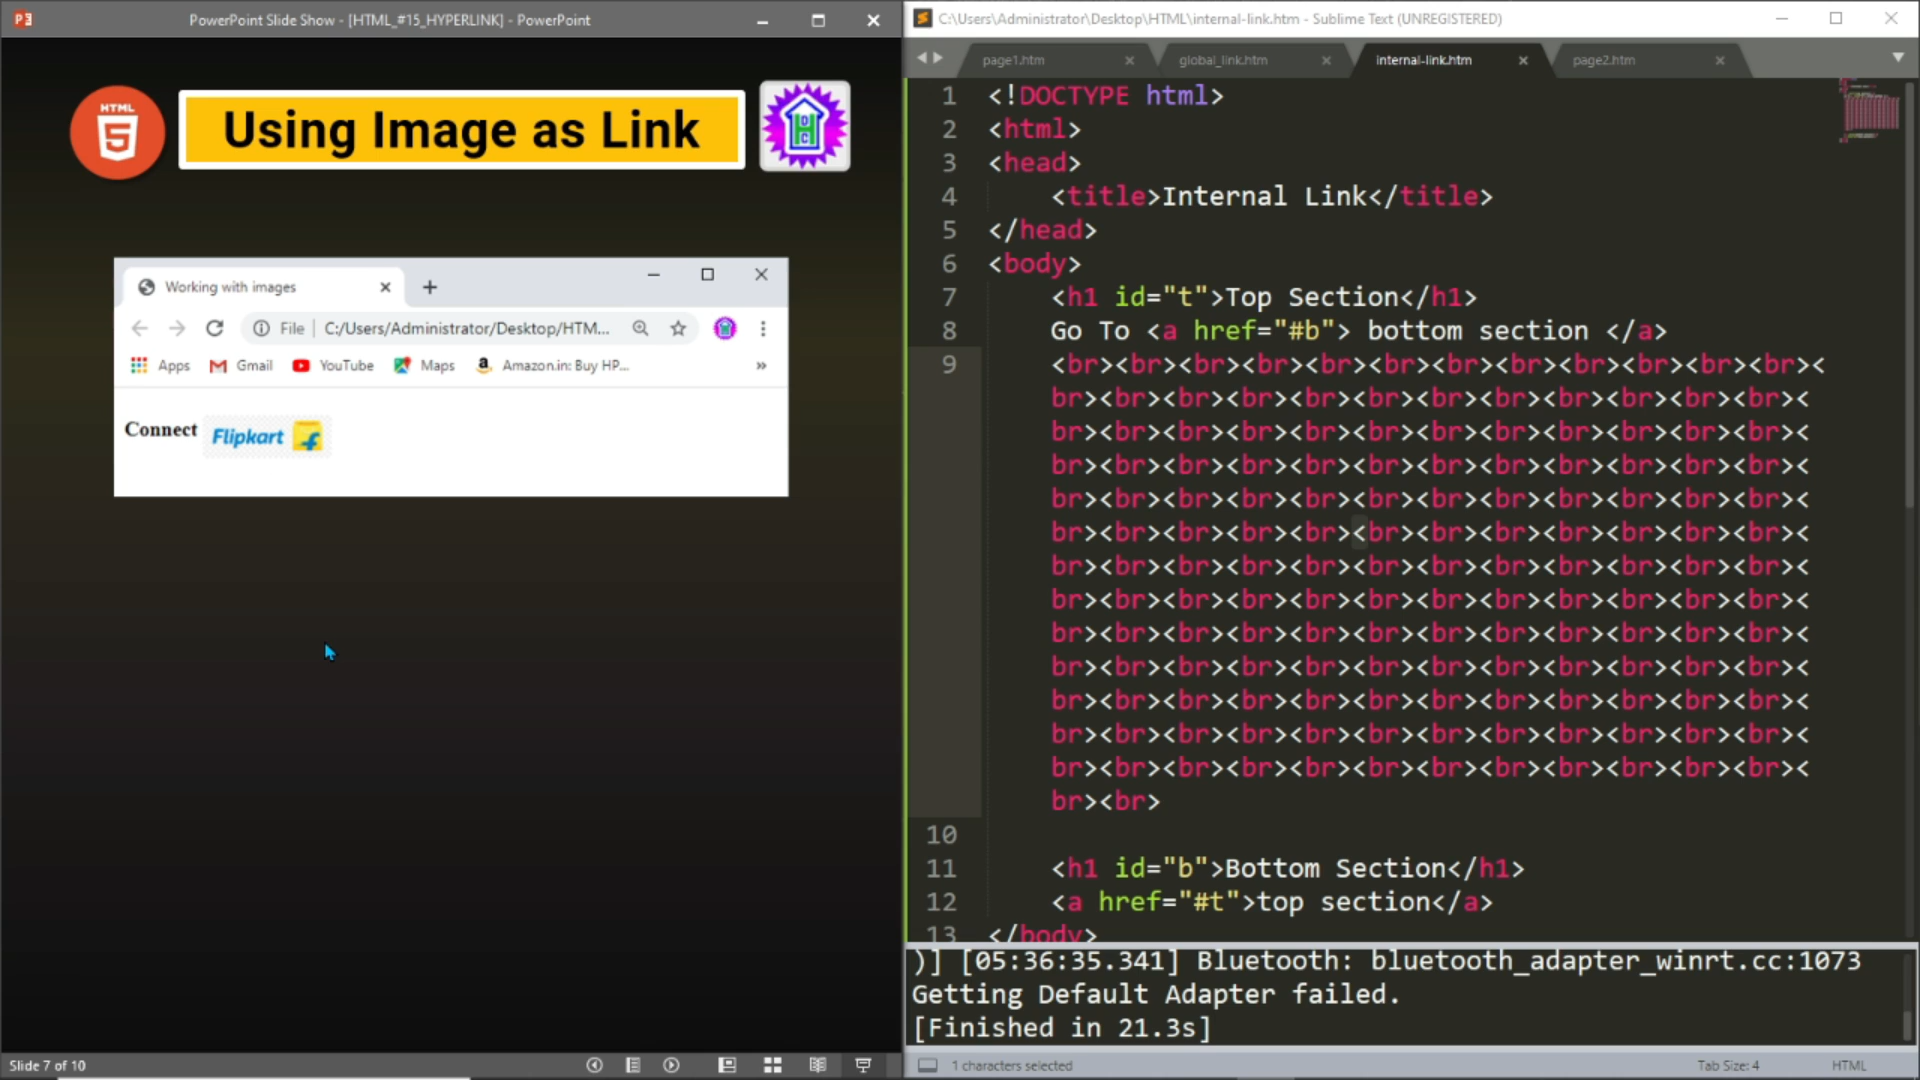 PowerPoint Slide Show - [HTML_#15_HYPERLINK] - PowerPoint
HTML
5
Using Image as Link
D
H
C
Working with images
File
C:/Users/Administrator/Desktop/HTM...
Apps
Gmail
YouTube
Maps
Amazon.in: Buy HP...
»
Connect
Flipkart
Slide 7 of 10
C:\Users\Administrator\Desktop\HTML\internal-link.htm - Sublime Text (UNREGISTERED)
page1.htm
global_link.htm
internal-link.htm
page2.htm
1 <!DOCTYPE html>
2 <html>
3 <head>
4 <title>Internal Link</title>
5 </head>
6 <body>
7 <h1 id="t">Top Section</h1>
8 Go To <a href="#b"> bottom section </a>
9 <br><br><br><br><br><br><br><br><br><br><br><br><
br><br><br><br><br><br><br><br><br><br><br><br><
br><br><br><br><br><br><br><br><br><br><br><br><
br><br><br><br><br><br><br><br><br><br><br><br><
br><br><br><br><br><br><br><br><br><br><br><br><
br><br><br><br><br><br><br><br><br><br><br><br><
br><br><br><br><br><br><br><br><br><br><br><br><
br><br><br><br><br><br><br><br><br><br><br><br><
br><br><br><br><br><br><br><br><br><br><br><br><
br><br><br><br><br><br><br><br><br><br><br><br><
br><br><br><br><br><br><br><br><br><br><br><br><
br><br><br><br><br><br><br><br><br><br><br><br><
br><br><br><br><br><br><br><br><br><br><br><br><
br><br>
10
11 <h1 id="b">Bottom Section</h1>
12 <a href="#t">top section</a>
13 </body>
)] [05:36:35.341] Bluetooth: bluetooth_adapter_winrt.cc:1073
Getting Default Adapter failed.
[Finished in 21.3s]
1 characters selected
Tab Size: 4
HTML